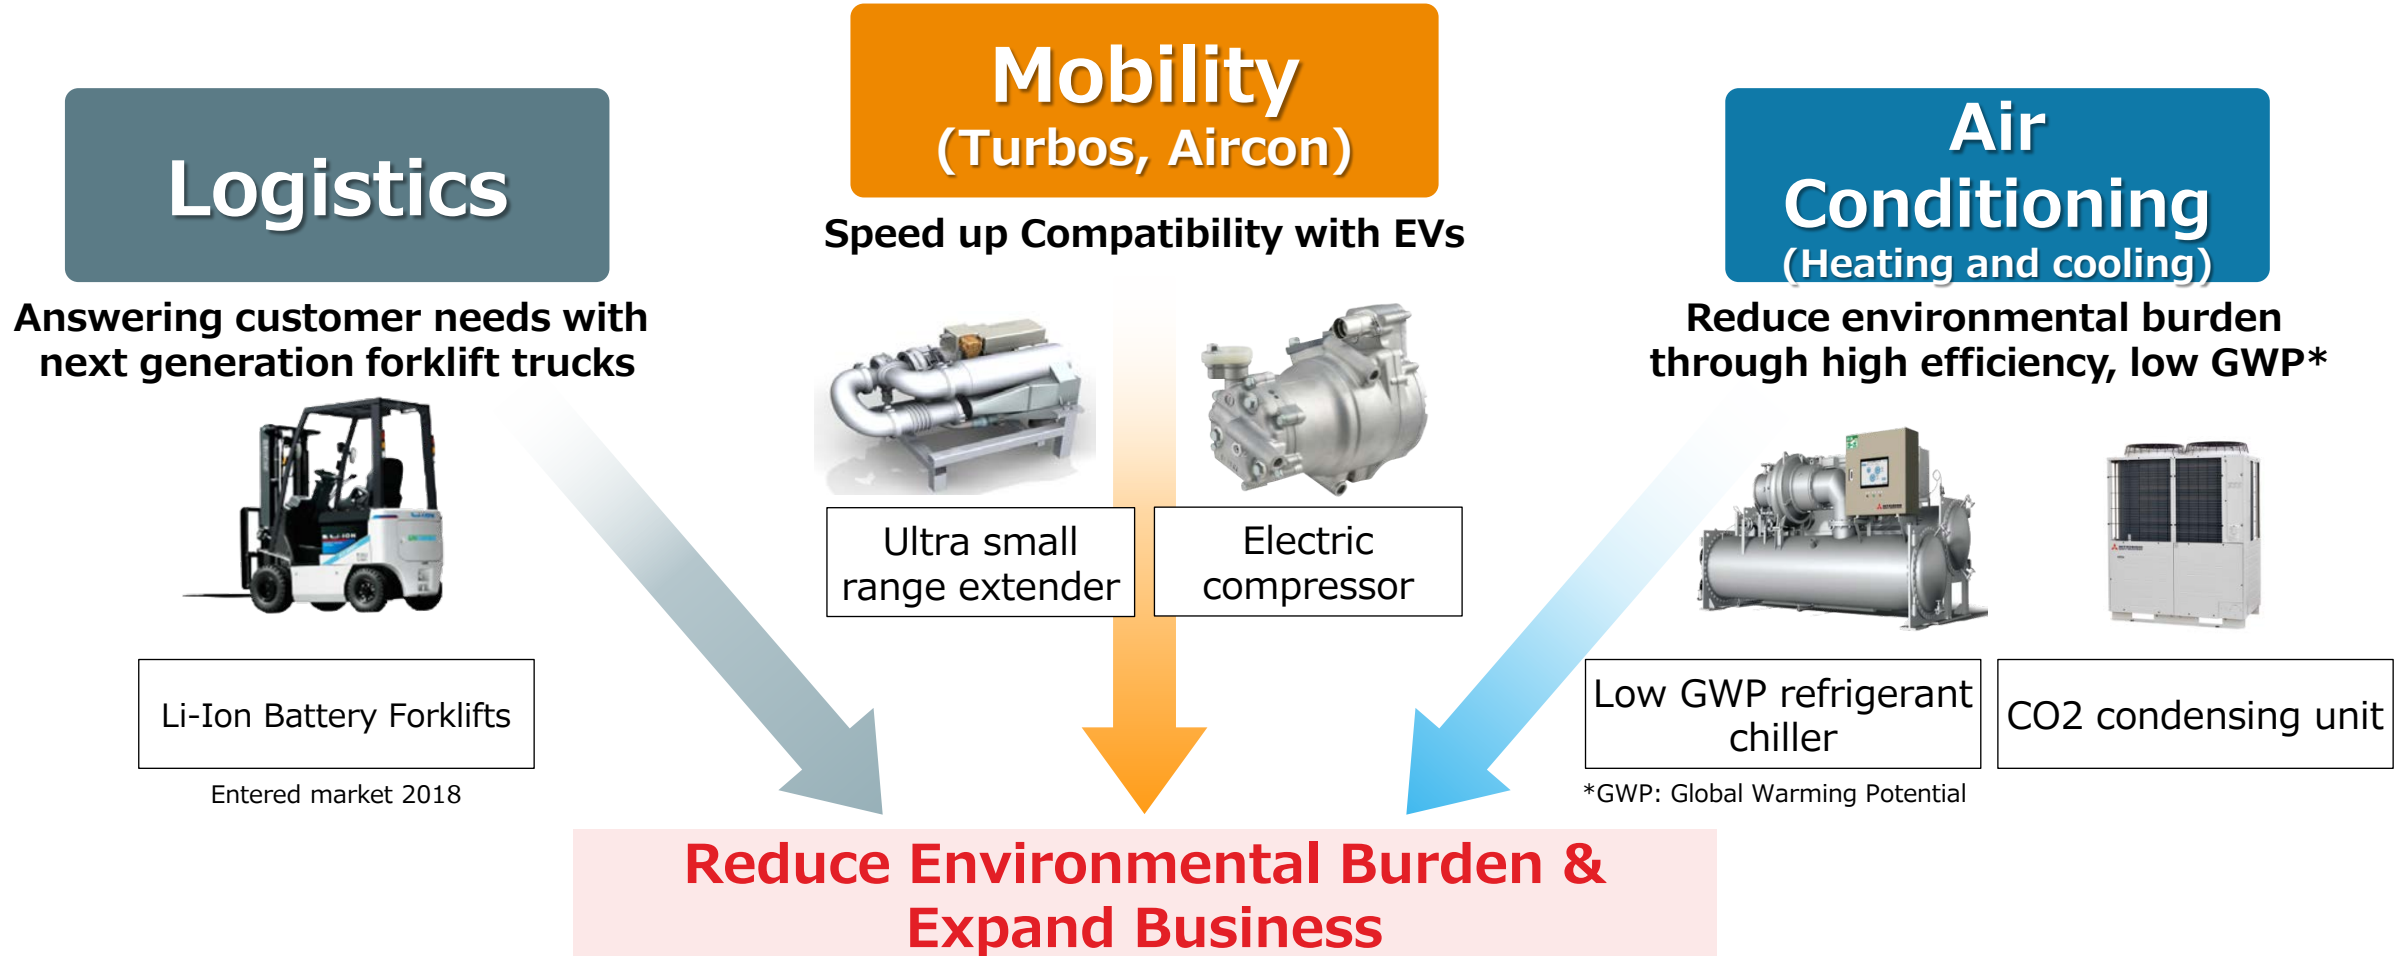 Logistics
Answering customer needs with
next generation forklift trucks
LI-ION
Li-Ion Battery Forklifts
Entered market 2018
Mobility
(Turbos, Aircon)
Speed up Compatibility with EVs
Ultra small
range extender
Electric
compressor
Air
Conditioning
(Heating and cooling)
Reduce environmental burden
through high efficiency, low GWP*
Low GWP refrigerant
chiller
CO2 condensing unit
*GWP: Global Warming Potential
Reduce Environmental Burden &
Expand Business